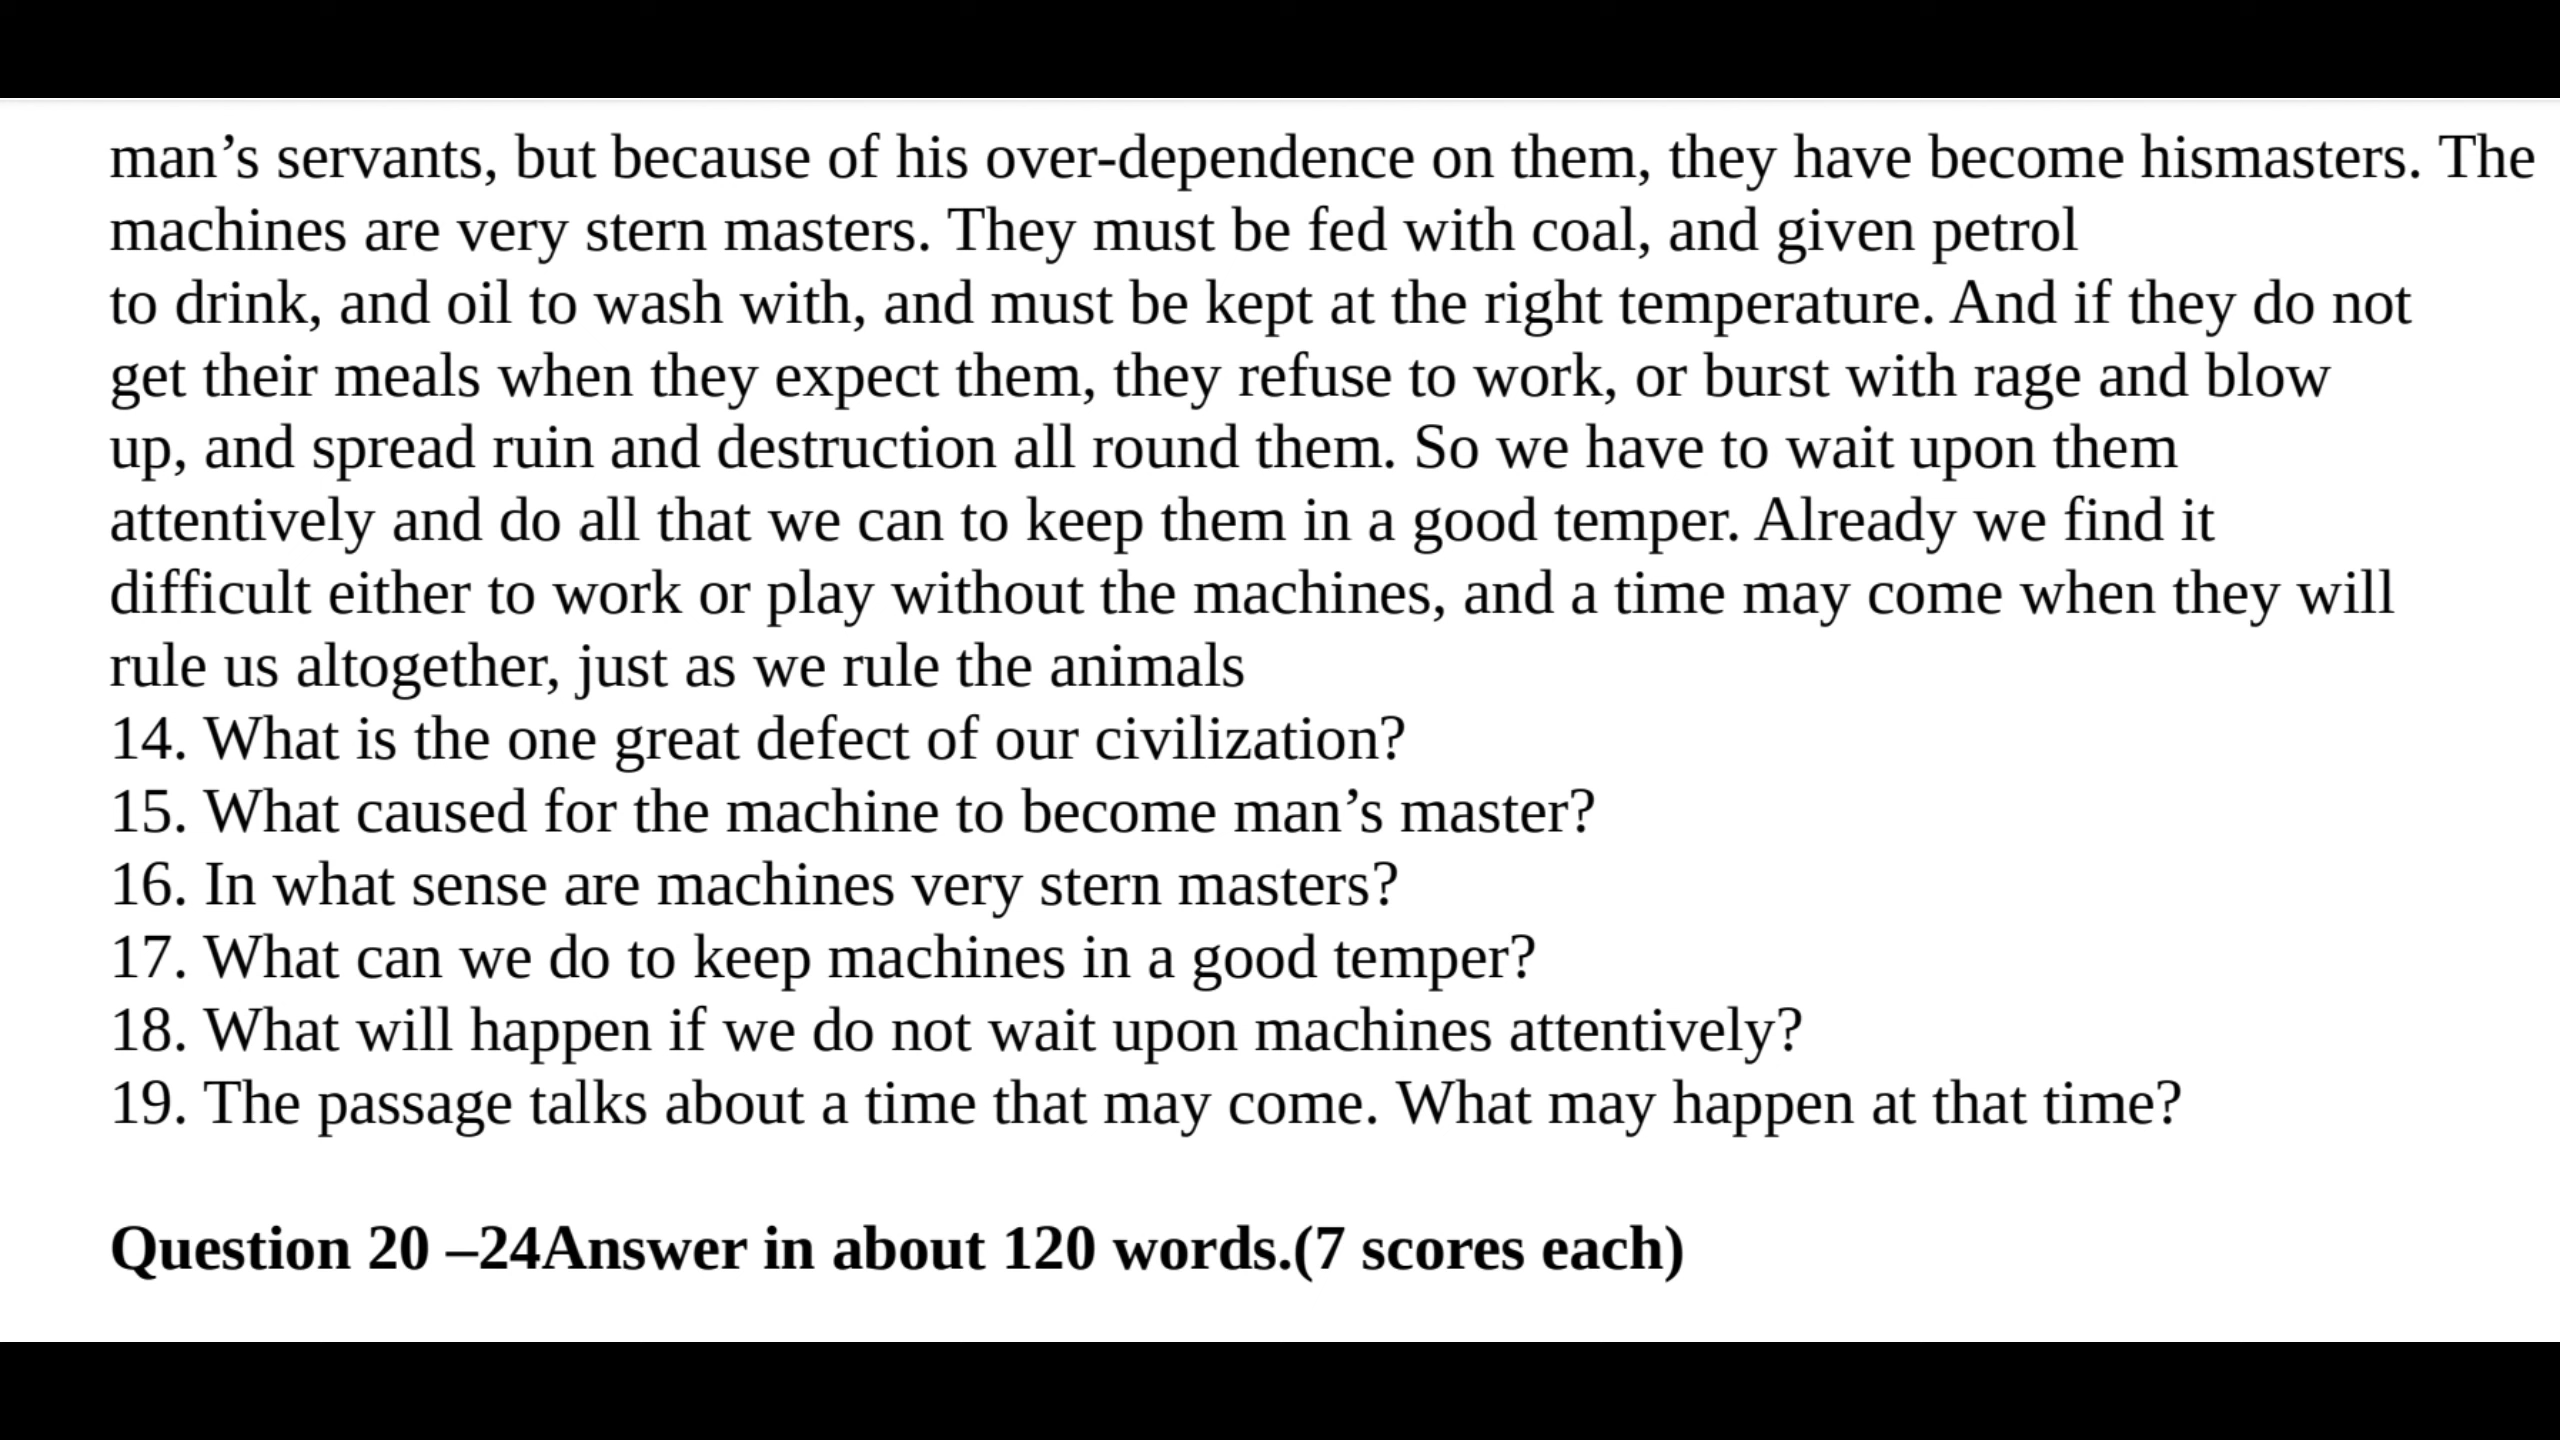 man’s servants, but because of his over-dependence on them, they have become hismasters. The
machines are very stern masters. They must be fed with coal, and given petrol
to drink, and oil to wash with, and must be kept at the right temperature. And if they do not
get their meals when they expect them, they refuse to work, or burst with rage and blow
up, and spread ruin and destruction all round them. So we have to wait upon them
attentively and do all that we can to keep them in a good temper. Already we find it
difficult either to work or play without the machines, and a time may come when they will
rule us altogether, just as we rule the animals
14. What is the one great defect of our civilization?
15. What caused for the machine to become man’s master?
16. In what sense are machines very stern masters?
17. What can we do to keep machines in a good temper?
18. What will happen if we do not wait upon machines attentively?
19. The passage talks about a time that may come. What may happen at that time?
Question 20 –24Answer in about 120 words.(7 scores each)